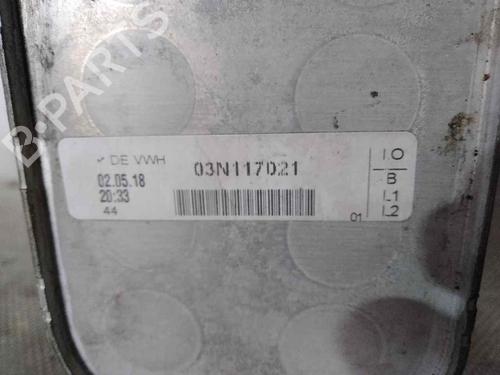 B-PARTS
✓ DE VWH
03N117021
I.O
02.05.18
B
20:33
L1
44
01
L2